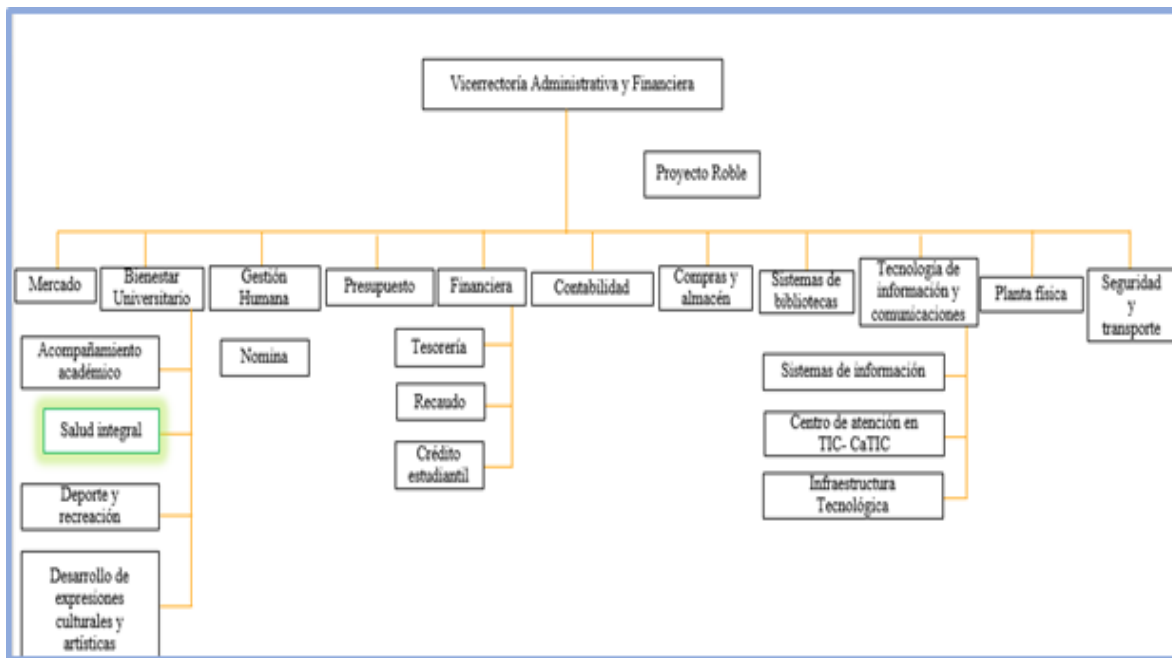 Vicerrectoría Administrativa y Financiera
Proyecto Roble
Mercado
Bienestar
Universitario
Gestión
Humana
Presupuesto
Financiera
Contabilidad
Compras y
almacén
Sistemas de
bibliotecas
Tecnología de
información y
comunicaciones
Planta física
Seguridad
y
transporte
Acompañamiento
académico
Salud integral
Deporte y
recreación
Desarrollo de
expresiones
culturales y
artísticas
Nomina
Tesorería
Recaudo
Crédito
estudiantil
Sistemas de información
Centro de atención en
TIC- CaTIC
Infraestructura
Tecnológica